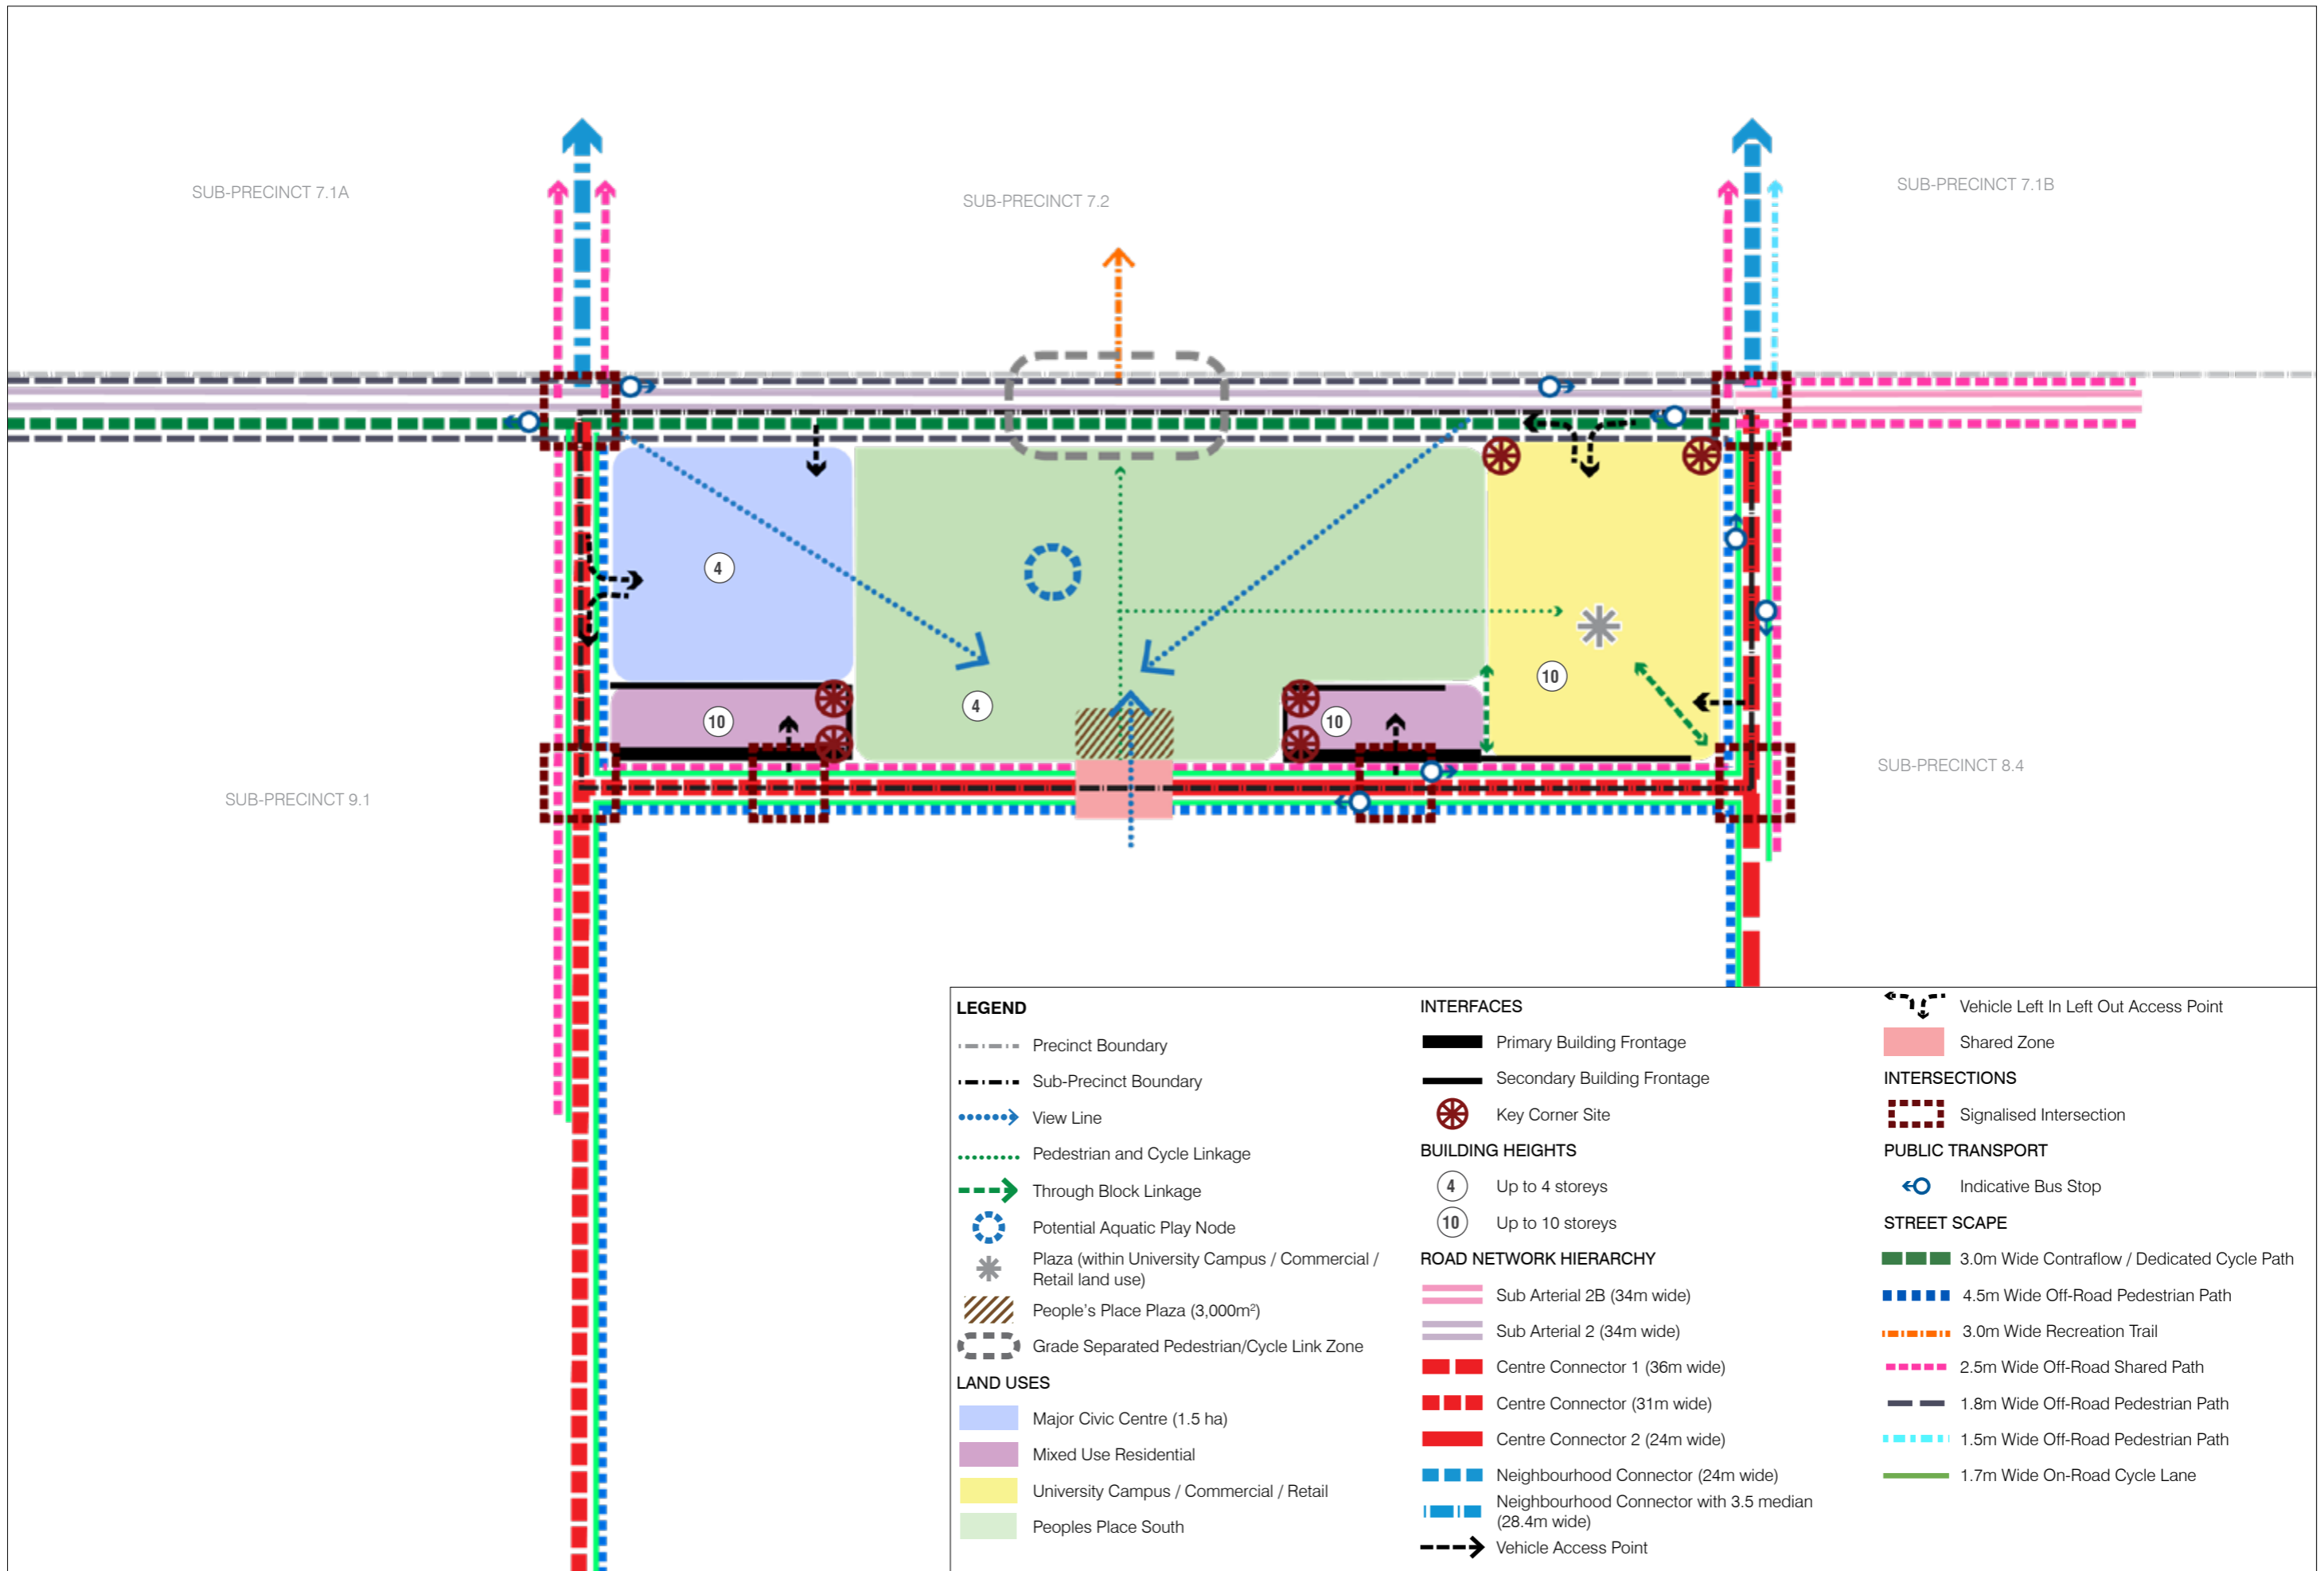 SUB-PRECINCT 7.1A
SUB-PRECINCT 7.2
SUB-PRECINCT 7.1B
4
10
4
10
10
SUB-PRECINCT 9.1
SUB-PRECINCT 8.4
LEGEND
Precinct Boundary
Sub-Precinct Boundary
View Line
Pedestrian and Cycle Linkage
Through Block Linkage
Potential Aquatic Play Node
Plaza (within University Campus / Commercial /
Retail land use)
People's Place Plaza (3,000m²)
Grade Separated Pedestrian/Cycle Link Zone
LAND USES
Major Civic Centre (1.5 ha)
Mixed Use Residential
University Campus / Commercial / Retail
Peoples Place South
INTERFACES
Primary Building Frontage
Secondary Building Frontage
Key Corner Site
BUILDING HEIGHTS
4 Up to 4 storeys
10 Up to 10 storeys
ROAD NETWORK HIERARCHY
Sub Arterial 2B (34m wide)
Sub Arterial 2 (34m wide)
Centre Connector 1 (36m wide)
Centre Connector (31m wide)
Centre Connector 2 (24m wide)
Neighbourhood Connector (24m wide)
Neighbourhood Connector with 3.5 median
(28.4m wide)
Vehicle Access Point
Vehicle Left In Left Out Access Point
Shared Zone
INTERSECTIONS
Signalised Intersection
PUBLIC TRANSPORT
Indicative Bus Stop
STREET SCAPE
3.0m Wide Contraflow / Dedicated Cycle Path
4.5m Wide Off-Road Pedestrian Path
3.0m Wide Recreation Trail
2.5m Wide Off-Road Shared Path
1.8m Wide Off-Road Pedestrian Path
1.5m Wide Off-Road Pedestrian Path
1.7m Wide On-Road Cycle Lane